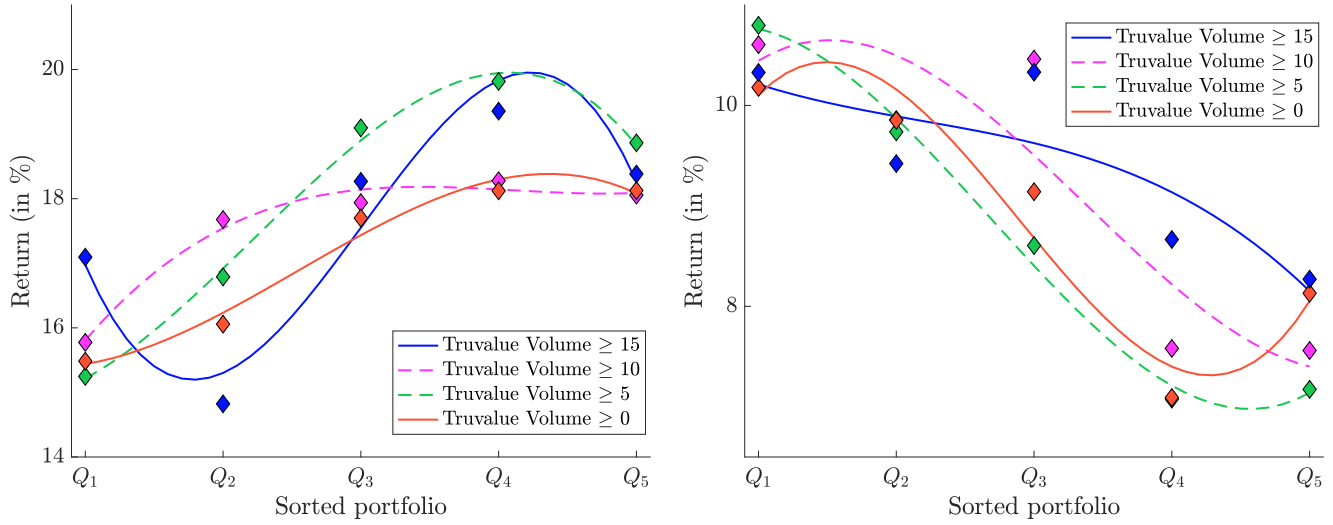 20
18
16
14
Return (in %)
Q1 Q2 Q3 Q4 Q5
Sorted portfolio
Truvalue Volume ≥ 15
Truvalue Volume ≥ 10
Truvalue Volume ≥ 5
Truvalue Volume ≥ 0
10
8
Return (in %)
Q1 Q2 Q3 Q4 Q5
Sorted portfolio
Truvalue Volume ≥ 15
Truvalue Volume ≥ 10
Truvalue Volume ≥ 5
Truvalue Volume ≥ 0